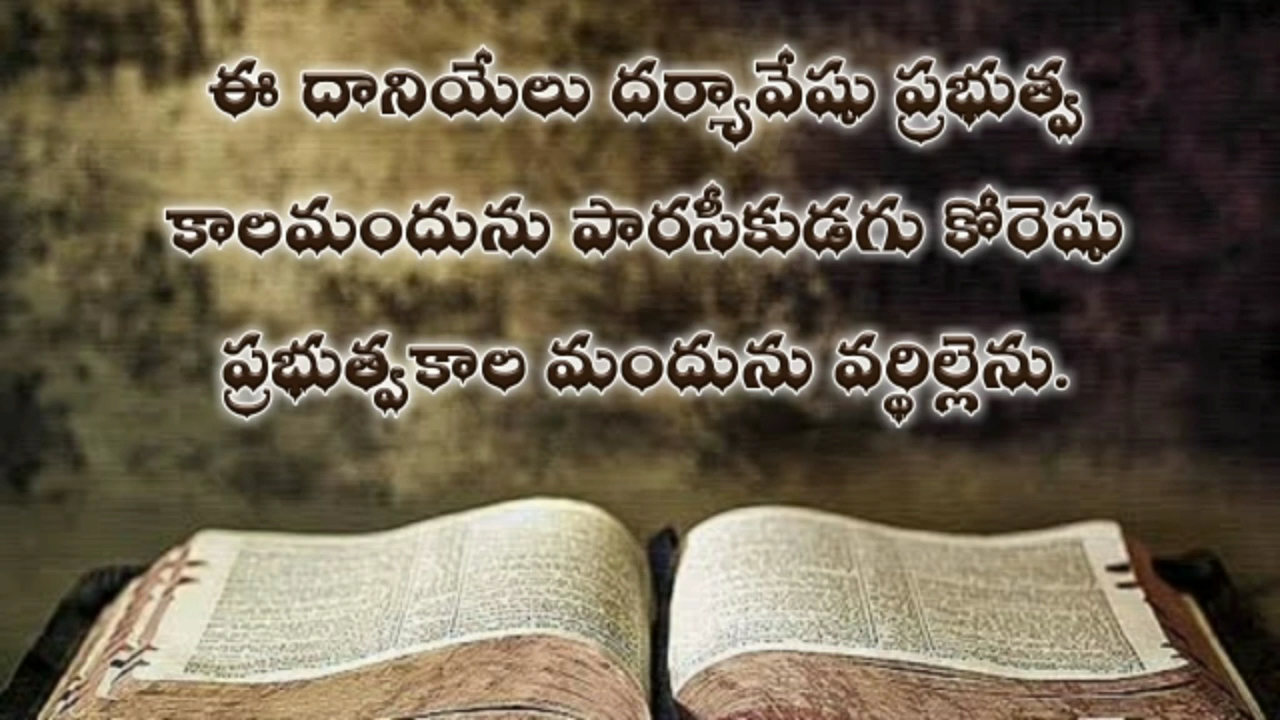 ఈ దానియేలు దర్యావేషు ప్రభుత్వ
కాలమందును పారసీకుడగు కోరెషు
ప్రభుత్వకాల మందును వర్థిల్లెను.